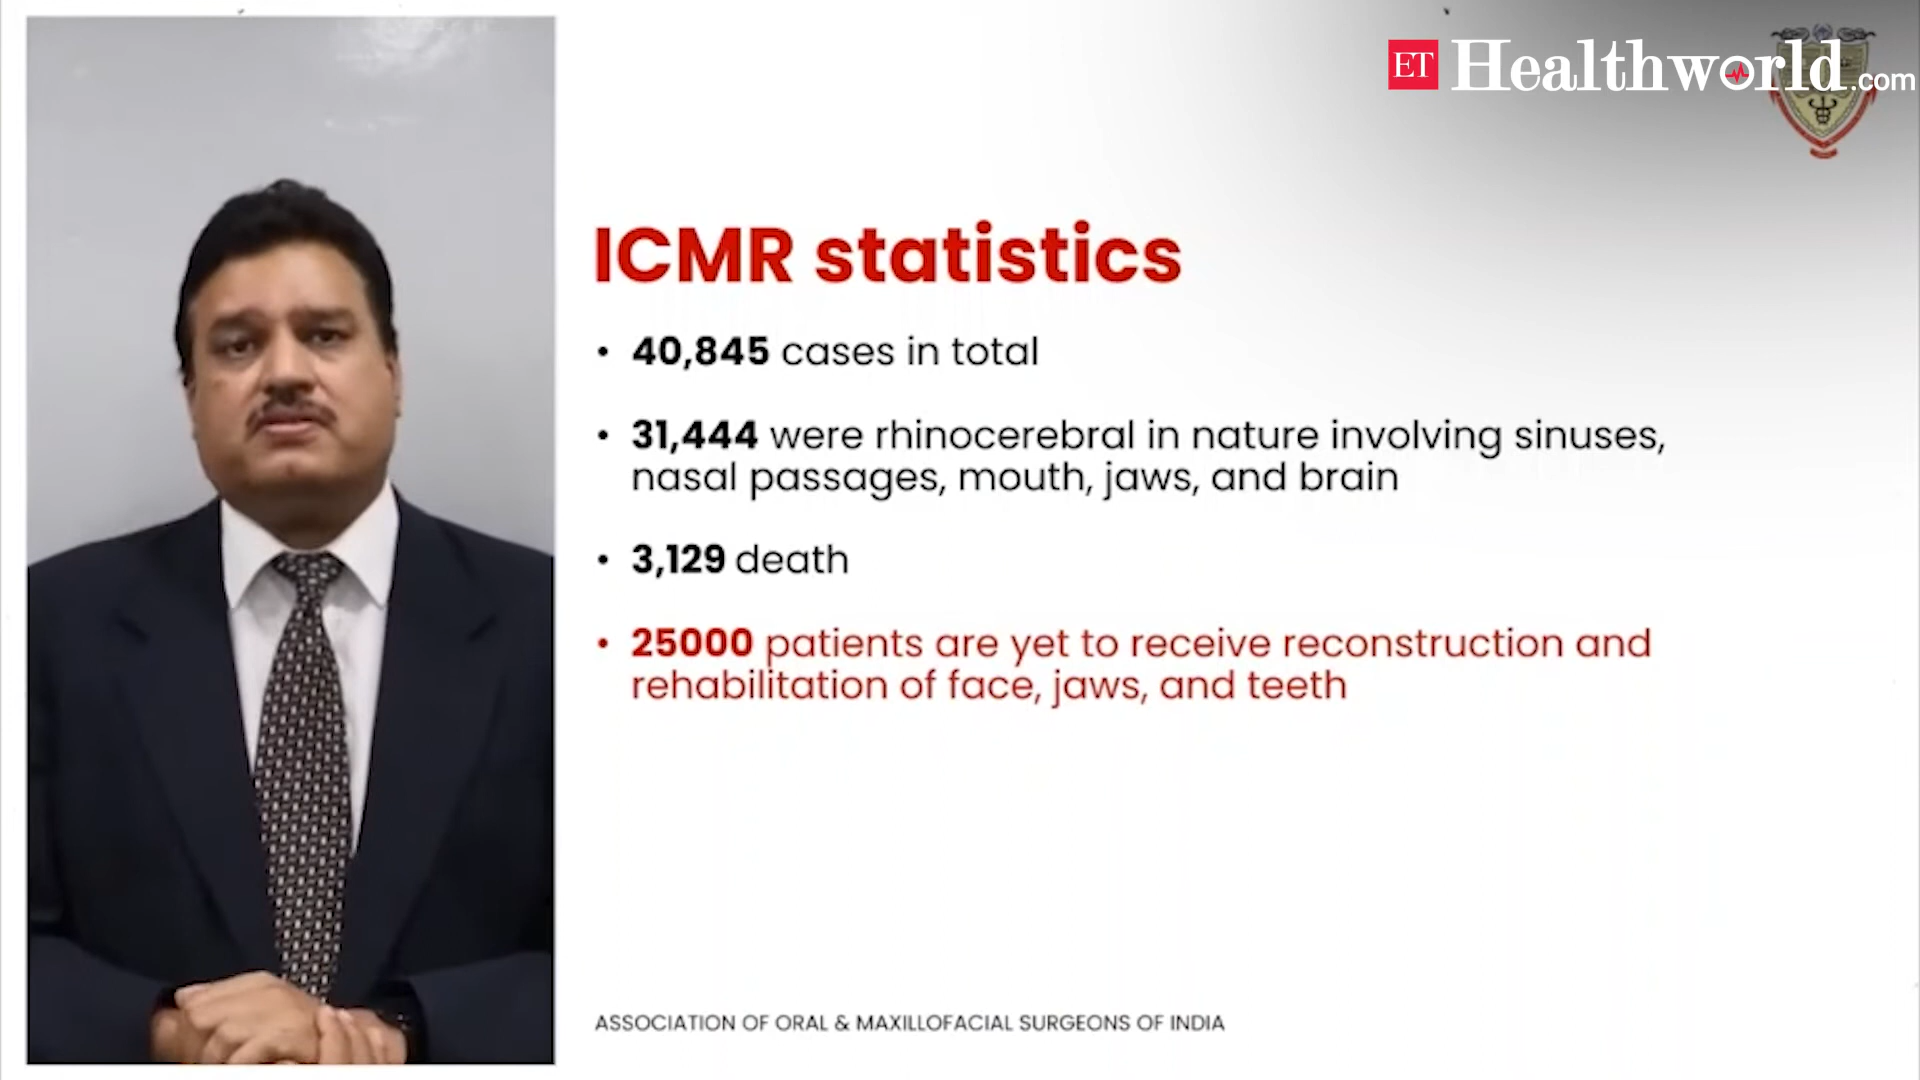 ET Healthworld.com
ICMR statistics
• 40,845 cases in total
• 31,444 were rhinocerebral in nature involving sinuses,
nasal passages, mouth, jaws, and brain
• 3,129 death
• 25000 patients are yet to receive reconstruction and
rehabilitation of face, jaws, and teeth
ASSOCIATION OF ORAL & MAXILLOFACIAL SURGEONS OF INDIA